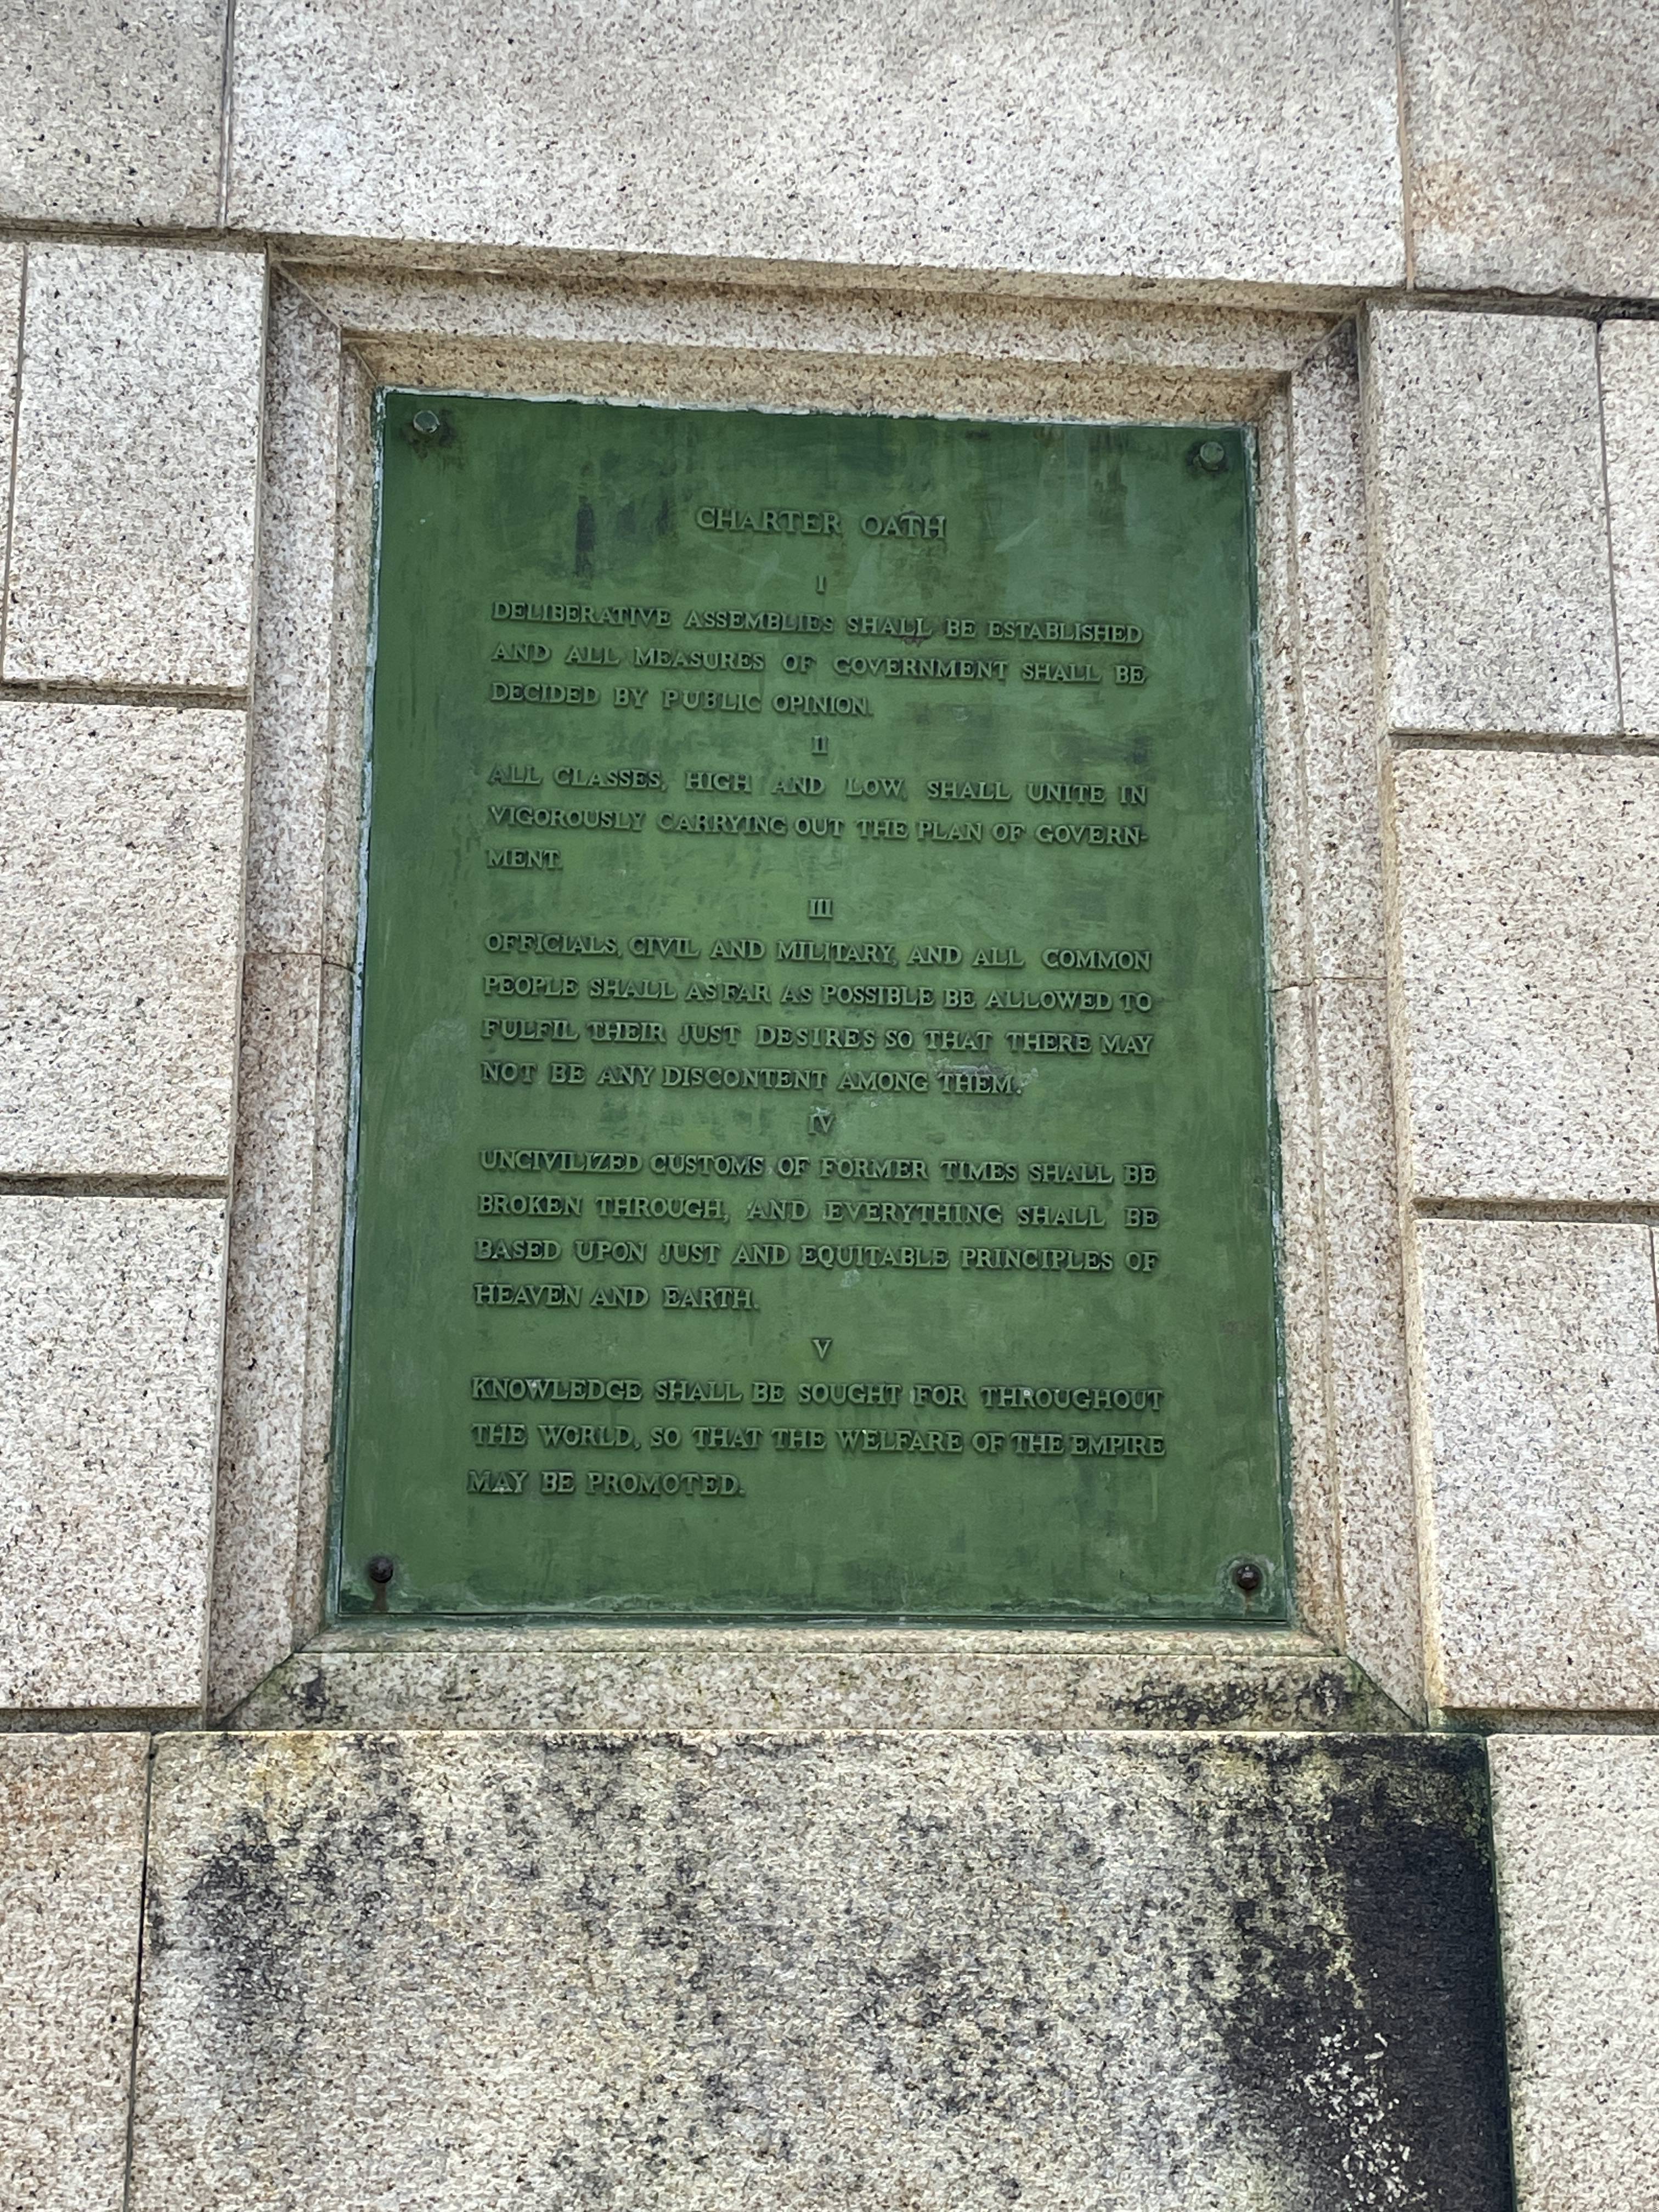 CHARTER OATH
I
DELIBERATIVE ASSEMBLIES SHALL BE ESTABLISHED
AND ALL MEASURES OF GOVERNMENT SHALL BE
DECIDED BY PUBLIC OPINION.
II
ALL CLASSES, HIGH AND LOW, SHALL UNITE IN
VIGOROUSLY CARRYING OUT THE PLAN OF GOVERN-
MENT.
III
OFFICIALS, CIVIL AND MILITARY, AND ALL COMMON
PEOPLE SHALL AS FAR AS POSSIBLE BE ALLOWED TO
FULFIL THEIR JUST DESIRES SO THAT THERE MAY
NOT BE ANY DISCONTENT AMONG THEM.
IV
UNCIVILIZED CUSTOMS OF FORMER TIMES SHALL BE
BROKEN THROUGH, AND EVERYTHING SHALL BE
BASED UPON JUST AND EQUITABLE PRINCIPLES OF
HEAVEN AND EARTH.
V
KNOWLEDGE SHALL BE SOUGHT FOR THROUGHOUT
THE WORLD, SO THAT THE WELFARE OF THE EMPIRE
MAY BE PROMOTED.